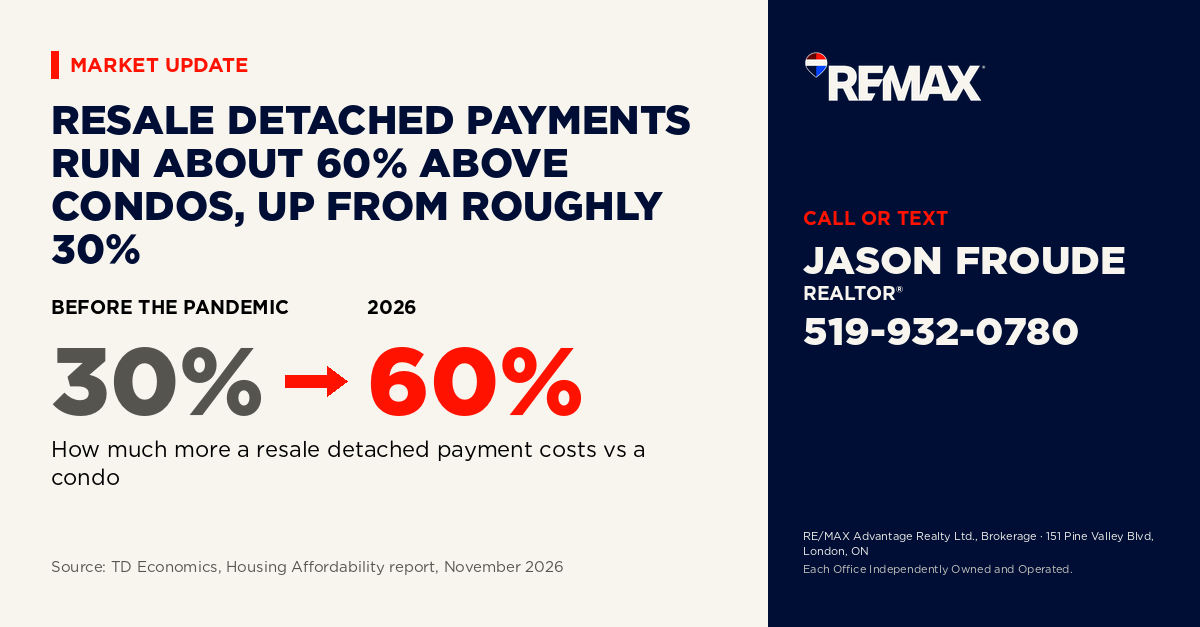 MARKET UPDATE
RESALE DETACHED PAYMENTS
RUN ABOUT 60% ABOVE
CONDOS, UP FROM ROUGHLY
30%
BEFORE THE PANDEMIC
2026
30%
60%
How much more a resale detached payment costs vs a
condo
Source: TD Economics, Housing Affordability report, November 2026
REMAX
CALL OR TEXT
JASON FROUDE
REALTOR®
519-932-0780
RE/MAX Advantage Realty Ltd., Brokerage · 151 Pine Valley Blvd,
London, ON
Each Office Independently Owned and Operated.